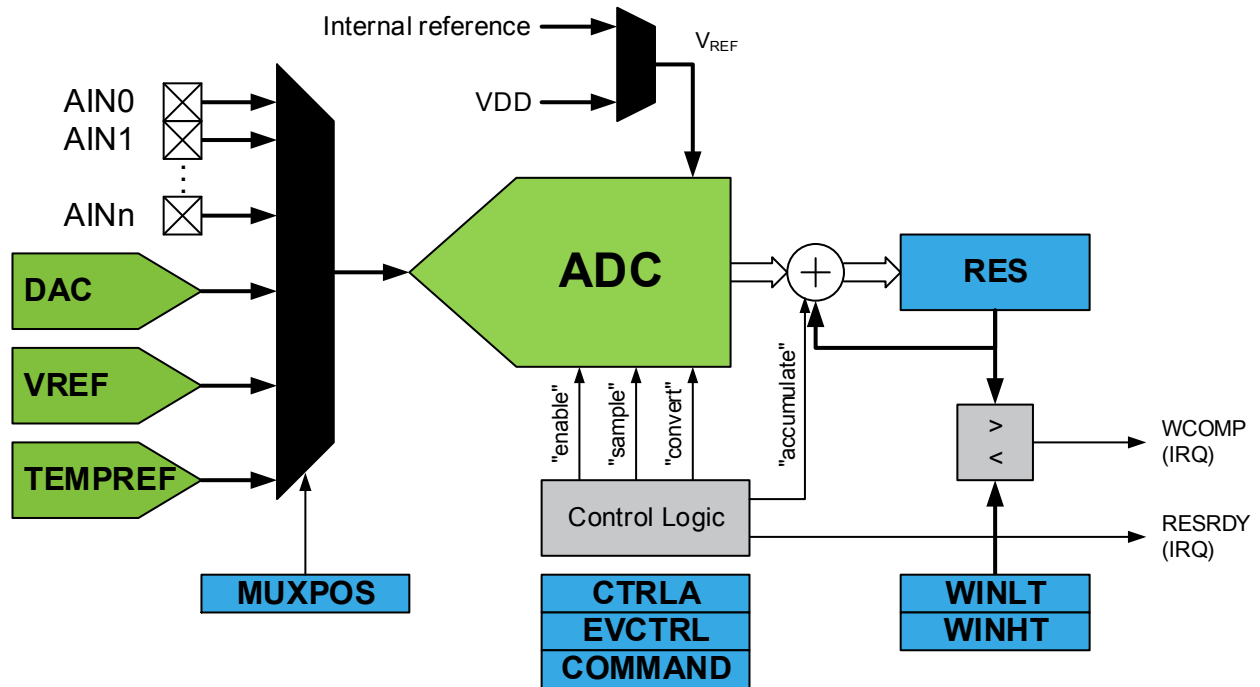 Internal reference
VREF
VDD
AIN0
AIN1
AINn
DAC
VREF
TEMPREF
MUXPOS
ADC
RES
"enable"
"sample"
"convert"
"accumulate"
>
<
WCOMP
(IRQ)
Control Logic
RESRDY
(IRQ)
CTRLA
EVCTRL
COMMAND
WINLT
WINHT